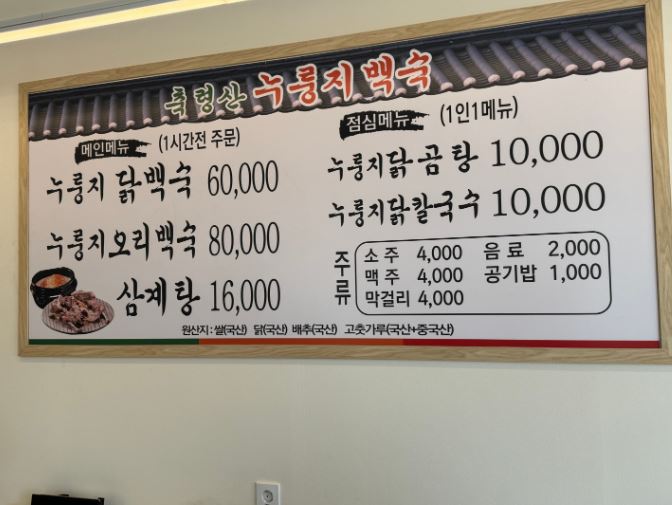 축령산 누룽지백숙
메인메뉴 (1시간전 주문)
누룽지 닭백숙 60,000
누룽지오리백숙 80,000
삼계탕 16,000
점심메뉴 (1인1메뉴)
누룽지닭곰탕 10,000
누룽지닭칼국수 10,000
주류
소주 4,000 음료 2,000
맥주 4,000 공기밥 1,000
막걸리 4,000
원산지 : 쌀(국산) 닭(국산) 배추(국산) 고춧가루(국산+중국산)